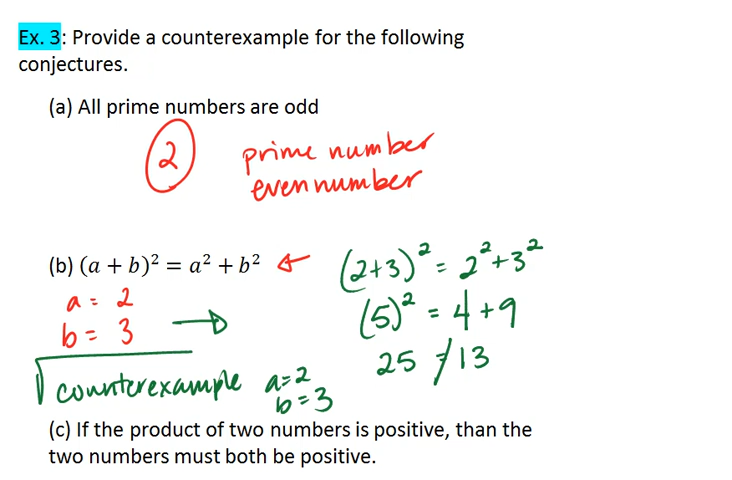 Ex. 3: Provide a counterexample for the following
conjectures.
(a) All prime numbers are odd
2 prime number
even number
(b) (a + b)² = a² + b² ← (2+3)² = 2²+3²
a = 2 (5)² = 4+9
b = 3 → 25 ≠ 13
counterexample a=2
b=3
(c) If the product of two numbers is positive, than the
two numbers must both be positive.